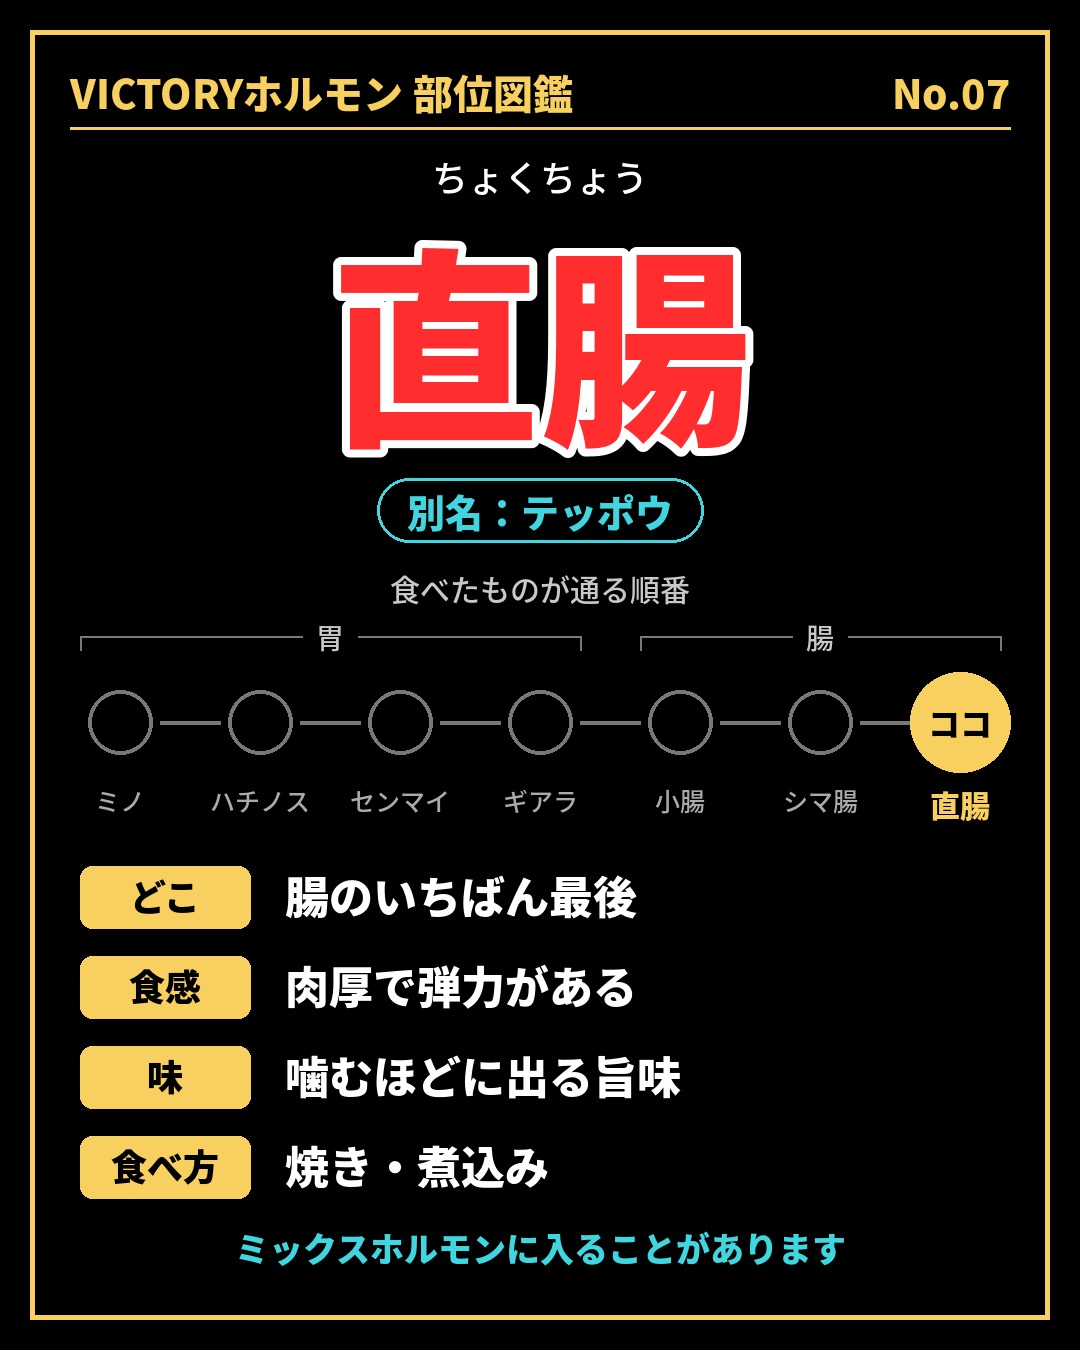 VICTORYホルモン 部位図鑑 No.07
ちょくちょう
直腸
別名：テッポウ
食べたものが通る順番
胃 腸
ココ
ミノ ハチノス センマイ ギアラ 小腸 シマ腸 直腸
どこ 腸のいちばん最後
食感 肉厚で弾力がある
味 噛むほどに出る旨味
食べ方 焼き・煮込み
ミックスホルモンに入ることがあります